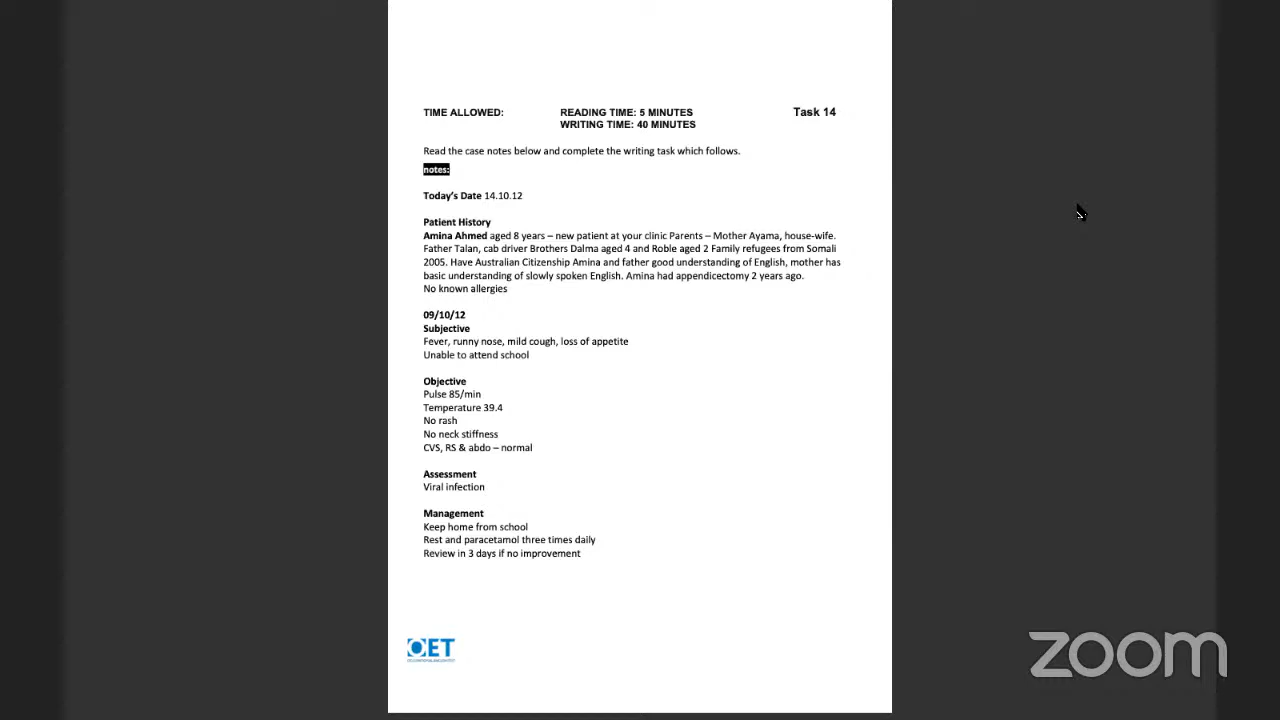 TIME ALLOWED: READING TIME: 5 MINUTES Task 14
WRITING TIME: 40 MINUTES
Read the case notes below and complete the writing task which follows.
notes:
Today's Date 14.10.12
Patient History
Amina Ahmed aged 8 years – new patient at your clinic Parents – Mother Ayama, house-wife.
Father Talan, cab driver Brothers Dalma aged 4 and Roble aged 2 Family refugees from Somali
2005. Have Australian Citizenship Amina and father good understanding of English, mother has
basic understanding of slowly spoken English. Amina had appendicectomy 2 years ago.
No known allergies
09/10/12
Subjective
Fever, runny nose, mild cough, loss of appetite
Unable to attend school
Objective
Pulse 85/min
Temperature 39.4
No rash
No neck stiffness
CVS, RS & abdo – normal
Assessment
Viral infection
Management
Keep home from school
Rest and paracetamol three times daily
Review in 3 days if no improvement
OET
zoom